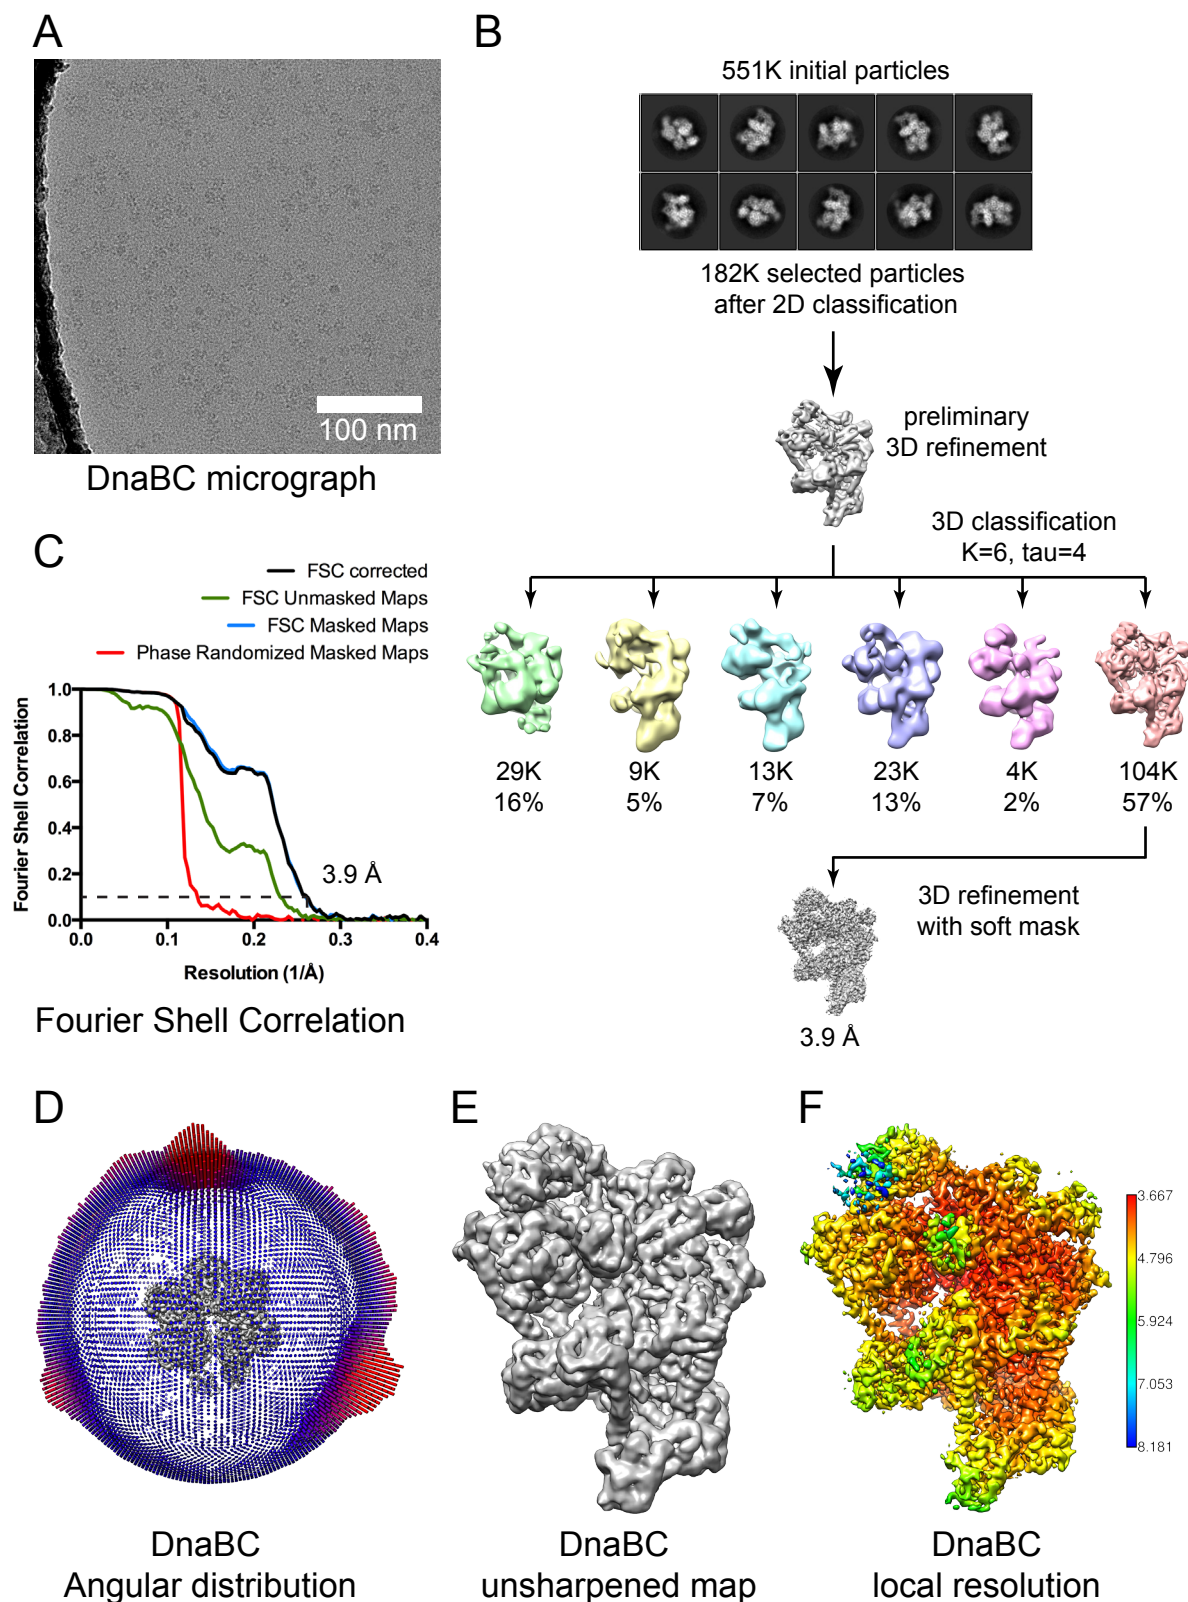 A
100 nm
DnaBC micrograph
B
551K initial particles
182K selected particles
after 2D classification
preliminary
3D refinement
3D classification
K=6, tau=4
29K
16%
9K
5%
13K
7%
23K
13%
4K
2%
104K
57%
3D refinement
with soft mask
3.9 Å
C
FSC corrected
FSC Unmasked Maps
FSC Masked Maps
Phase Randomized Masked Maps
Fourier Shell Correlation
1.0
0.8
0.6
0.4
0.2
0.0
3.9 Å
0.0
0.1
0.2
0.3
0.4
Resolution (1/Å)
Fourier Shell Correlation
D
DnaBC
Angular distribution
E
DnaBC
unsharpened map
F
3.667
4.796
5.924
7.053
8.181
DnaBC
local resolution